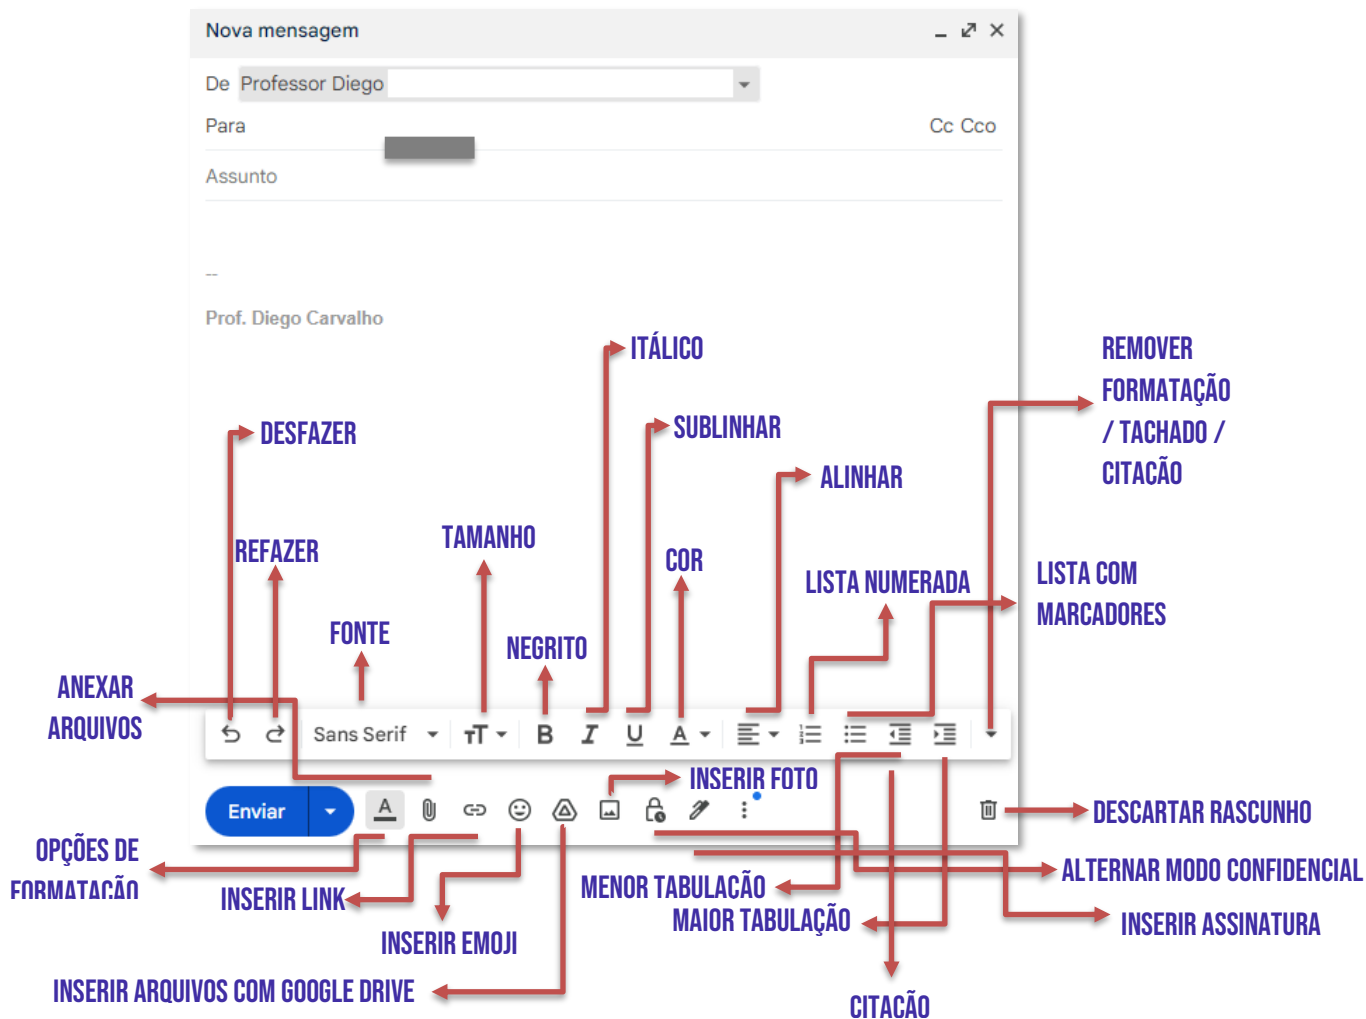 Nova mensagem
De Professor Diego
Para
Cc Cco
Assunto
--
Prof. Diego Carvalho
ITÁLICO
REMOVER
FORMATAÇÃO
/ TACHADO /
CITAÇÃO
DESFAZER
SUBLINHAR
ALINHAR
REFAZER
TAMANHO
COR
LISTA NUMERADA
LISTA COM
MARCADORES
FONTE
NEGRITO
ANEXAR
ARQUIVOS
Sans Serif
INSERIR FOTO
Enviar
DESCARTAR RASCUNHO
OPÇÕES DE
FORMATAÇÃO
INSERIR LINK
MENOR TABULAÇÃO
ALTERNAR MODO CONFIDENCIAL
MAIOR TABULAÇÃO
INSERIR ASSINATURA
INSERIR EMOJI
INSERIR ARQUIVOS COM GOOGLE DRIVE
CITAÇÃO